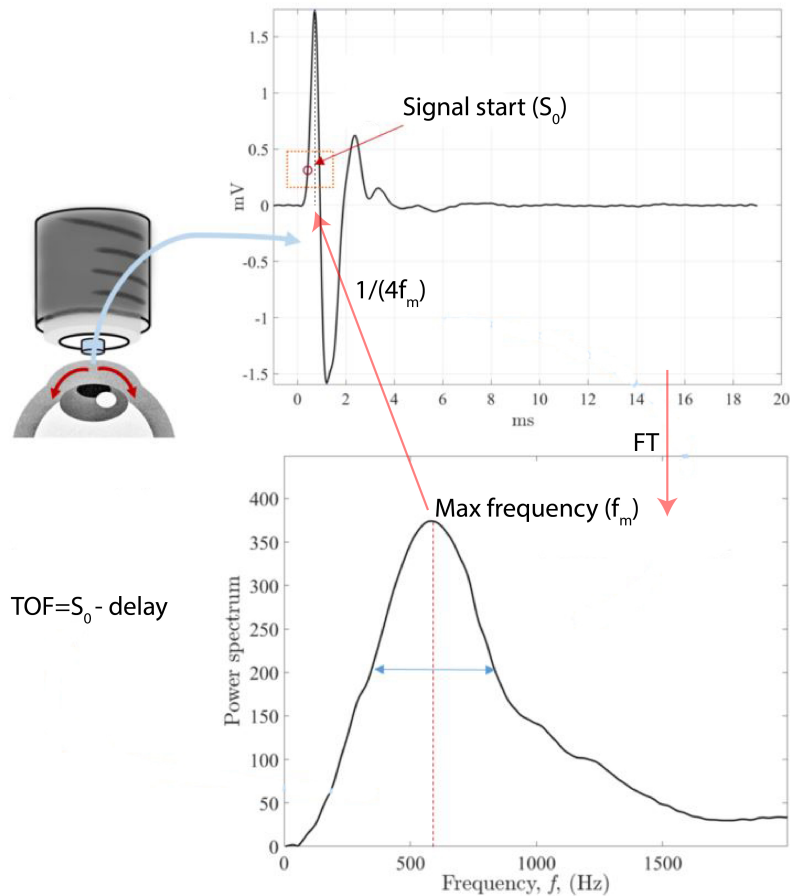 1.5
1
0.5
0
-0.5
-1
-1.5
mV
Signal start (S₀)
1/(4fₘ)
0 2 4 6 8 10 12 14 16 18 20
ms
FT
Max frequency (fₘ)
TOF=S₀- delay
400
350
300
250
200
150
100
50
0
Power spectrum
0 500 1000 1500
Frequency, f, (Hz)